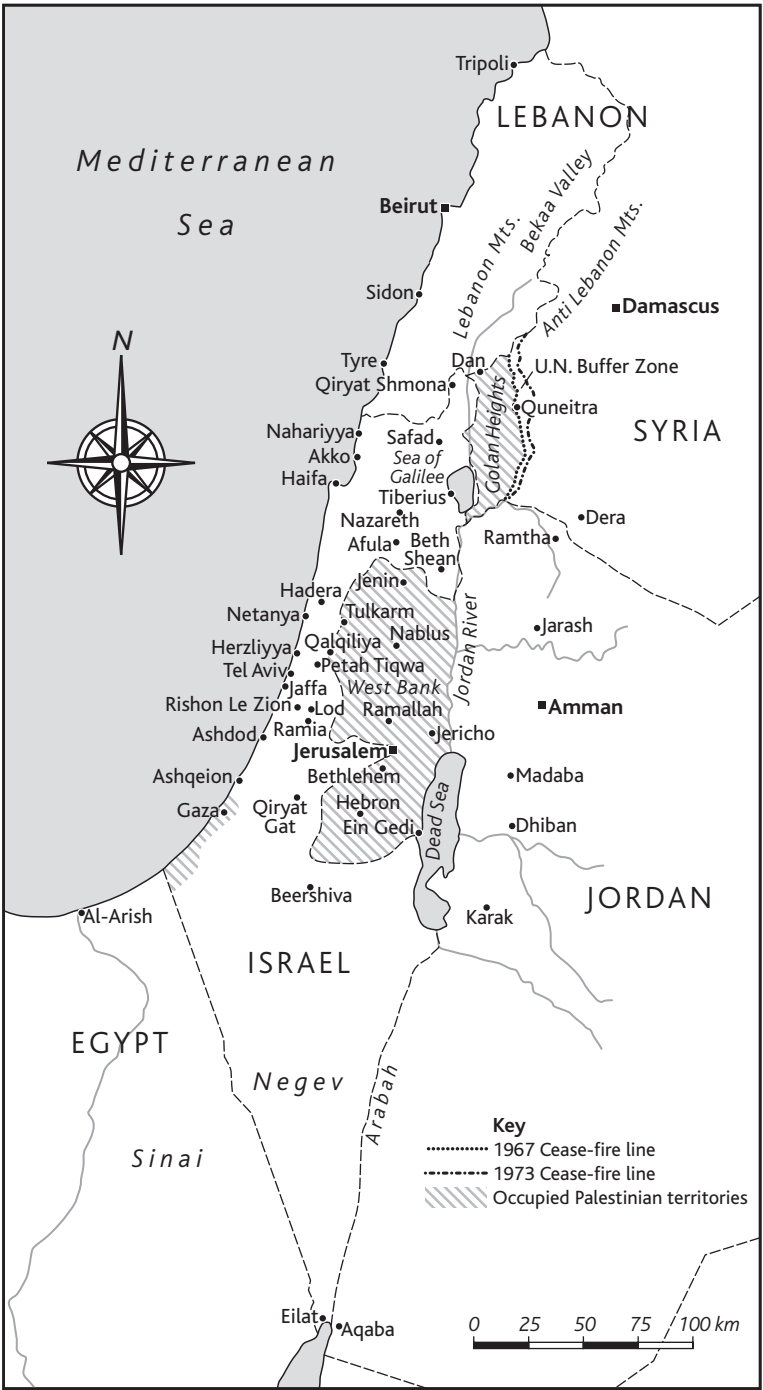 Tripoli
LEBANON
Mediterranean
Sea
Bekaa Valley
Beirut
Lebanon Mts.
Anti Lebanon Mts.
Sidon
Damascus
N
Tyre
Dan
U.N. Buffer Zone
Qiryat Shmona
Golan Heights
Quneitra
SYRIA
Nahariyya
Safad
Akko
Sea of
Galilee
Haifa
Tiberius
Nazareth
Dera
Ramtha
Afula
Beth
Shean
Jenin
Hadera
Netanya
Tulkarm
Jordan River
Jarash
Nablus
Qalqiliya
Herzliyya
Petah Tiqwa
Tel Aviv
West Bank
Jaffa
Rishon Le Zion
Lod
Ramallah
Amman
Ramia
Ashdod
Jericho
Jerusalem
Bethlehem
Ashqeion
Madaba
Dead Sea
Gaza
Qiryat
Gat
Hebron
Ein Gedi
Dhiban
Beershiva
JORDAN
Al-Arish
Karak
ISRAEL
EGYPT
Negev
Arabah
Sinai
Key
1967 Cease-fire line
1973 Cease-fire line
Occupied Palestinian territories
Eilat
Aqaba
0 25 50 75 100 km